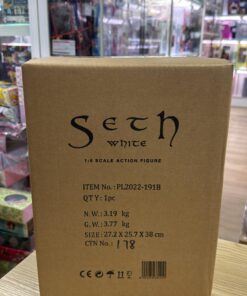 Seth
WHITE
1:6 SCALE ACTION FIGURE
ITEM No. :PL2022-191B
QTY : 1pc
N.W. : 3.19 kg
G.W. : 3.77 kg
SIZE : 27.2 X 25.7 X 38 cm
CTN No. : 178